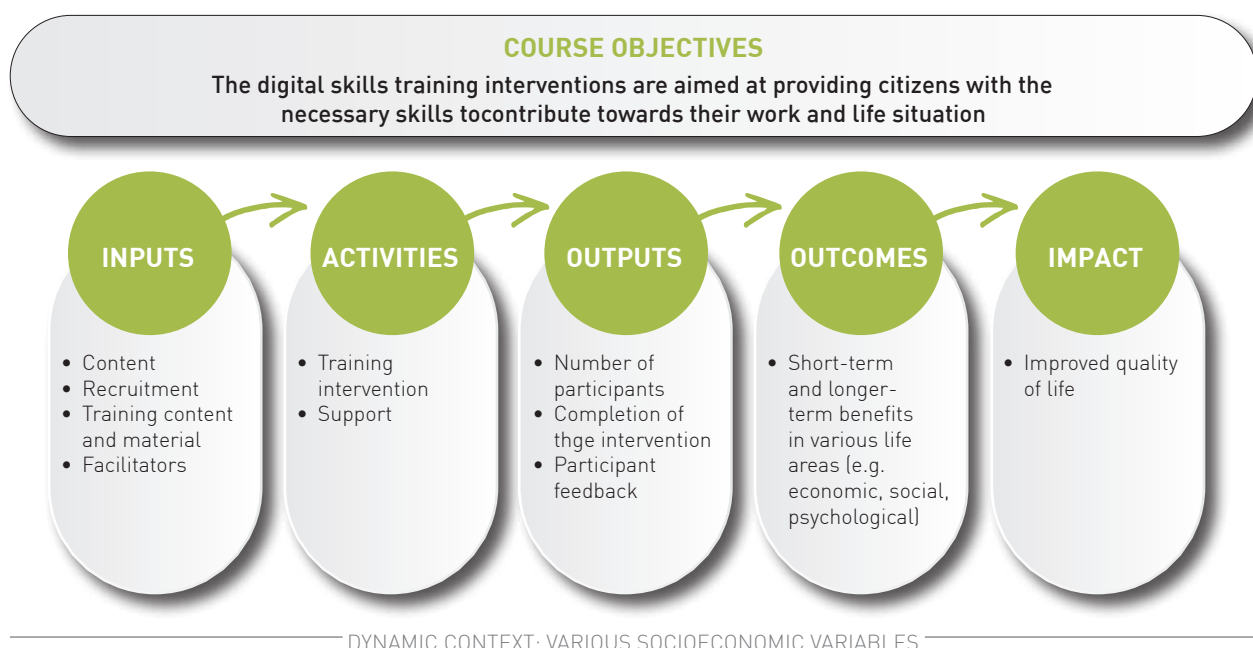 COURSE OBJECTIVES
The digital skills training interventions are aimed at providing citizens with the
necessary skills tocontribute towards their work and life situation
INPUTS
• Content
• Recruitment
• Training content
and material
• Facilitators
ACTIVITIES
• Training
intervention
• Support
OUTPUTS
• Number of
participants
• Completion of
thge intervention
• Participant
feedback
OUTCOMES
• Short-term
and longer-
term benefits
in various life
areas (e.g.
economic, social,
psychological)
IMPACT
• Improved quality
of life
DYNAMIC CONTEXT: VARIOUS SOCIOECONOMIC VARIABLES